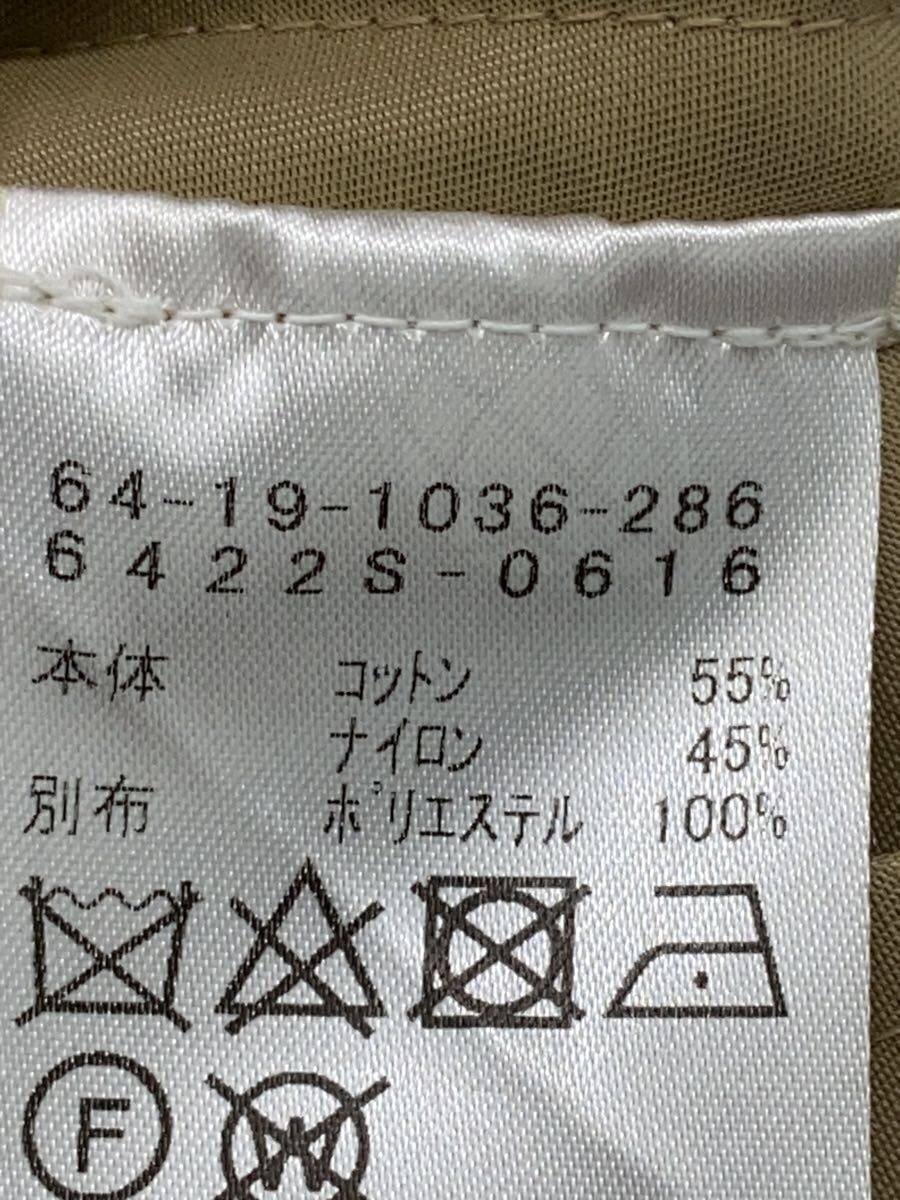 64-19-1036-286
6422S-0616
本体 コットン 55%
ナイロン 45%
別布 ポリエステル 100%
F
W